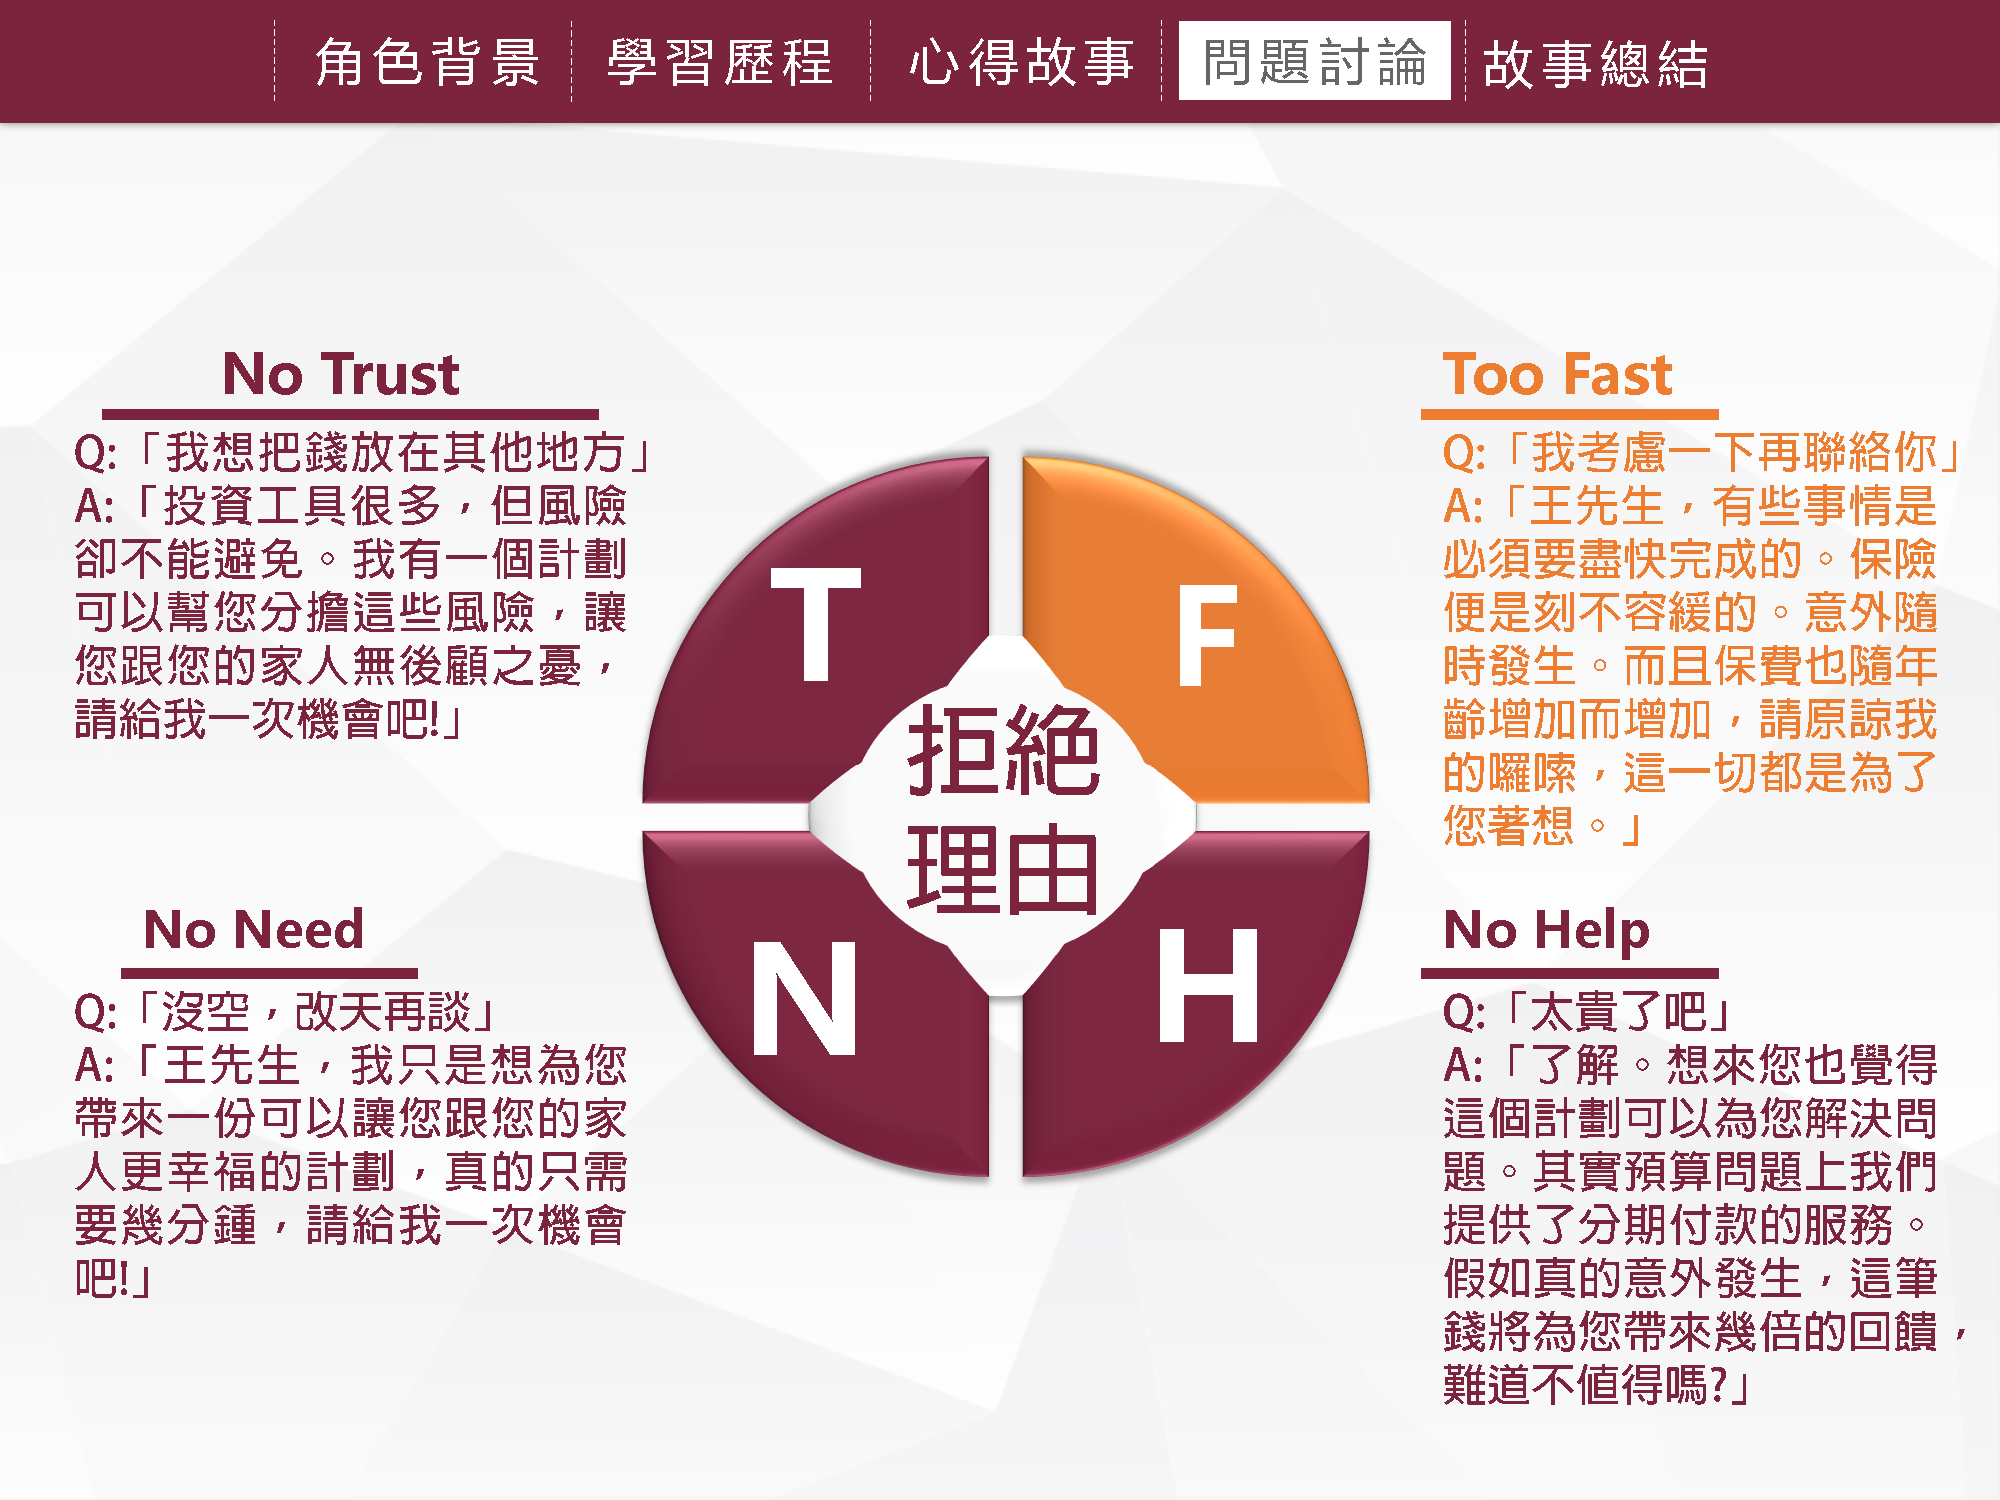 角色背景
學習歷程
心得故事
問題討論
故事總結
No Trust
Q:「我想把錢放在其他地方」
A:「投資工具很多，但風險
卻不能避免。我有一個計劃
可以幫您分擔這些風險，讓
您跟您的家人無後顧之憂，
請給我一次機會吧!」
Too Fast
Q:「我考慮一下再聯絡你」
A:「王先生，有些事情是
必須要盡快完成的。保險
便是刻不容緩的。意外隨
時發生。而且保費也隨年
齡增加而增加，請原諒我
的囉嗦，這一切都是為了
您著想。」
T
F
拒絕
理由
N
H
No Need
Q:「沒空，改天再談」
A:「王先生，我只是想為您
帶來一份可以讓您跟您的家
人更幸福的計劃，真的只需
要幾分鍾，請給我一次機會
吧!」
No Help
Q:「太貴了吧」
A:「了解。想來您也覺得
這個計劃可以為您解決問
題。其實預算問題上我們
提供了分期付款的服務。
假如真的意外發生，這筆
錢將為您帶來幾倍的回饋，
難道不值得嗎?」